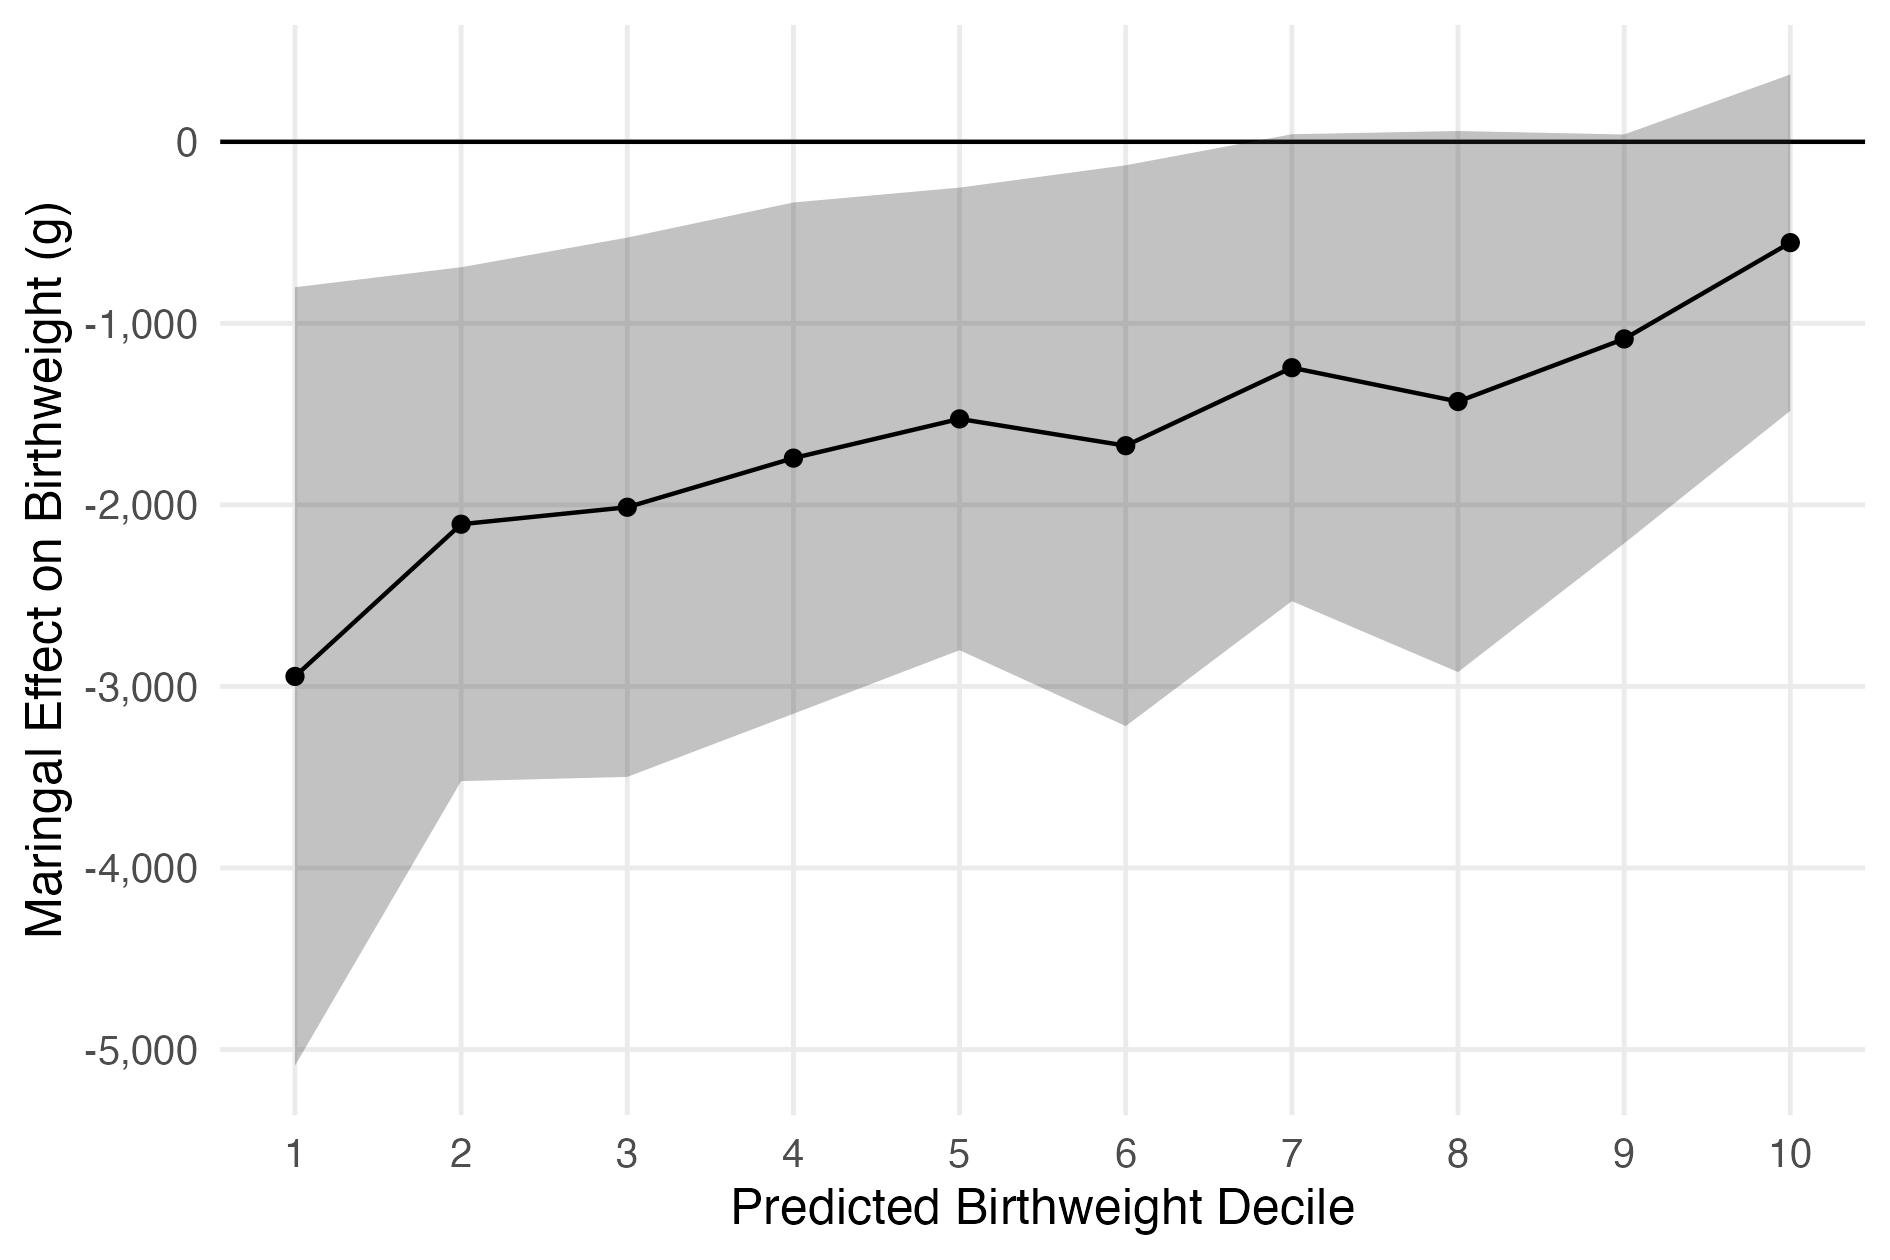 Maringal Effect on Birthweight (g)
0
-1,000
-2,000
-3,000
-4,000
-5,000
1 2 3 4 5 6 7 8 9 10
Predicted Birthweight Decile